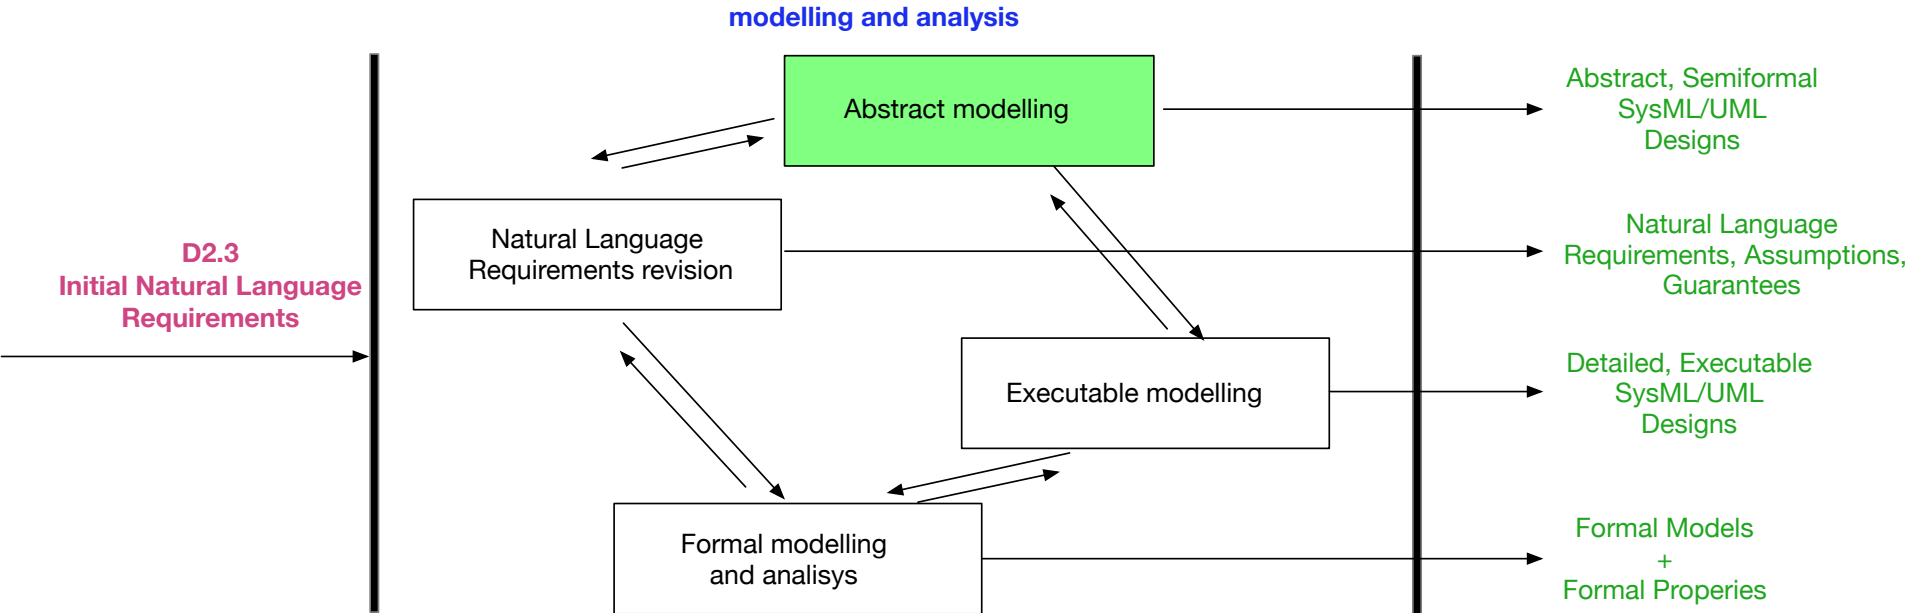 modelling and analysis
Abstract modelling
Abstract, Semiformal
SysML/UML
Designs
D2.3
Initial Natural Language
Requirements
Natural Language
Requirements revision
Natural Language
Requirements, Assumptions,
Guarantees
Executable modelling
Detailed, Executable
SysML/UML
Designs
Formal modelling
and analisys
Formal Models
+
Formal Properies